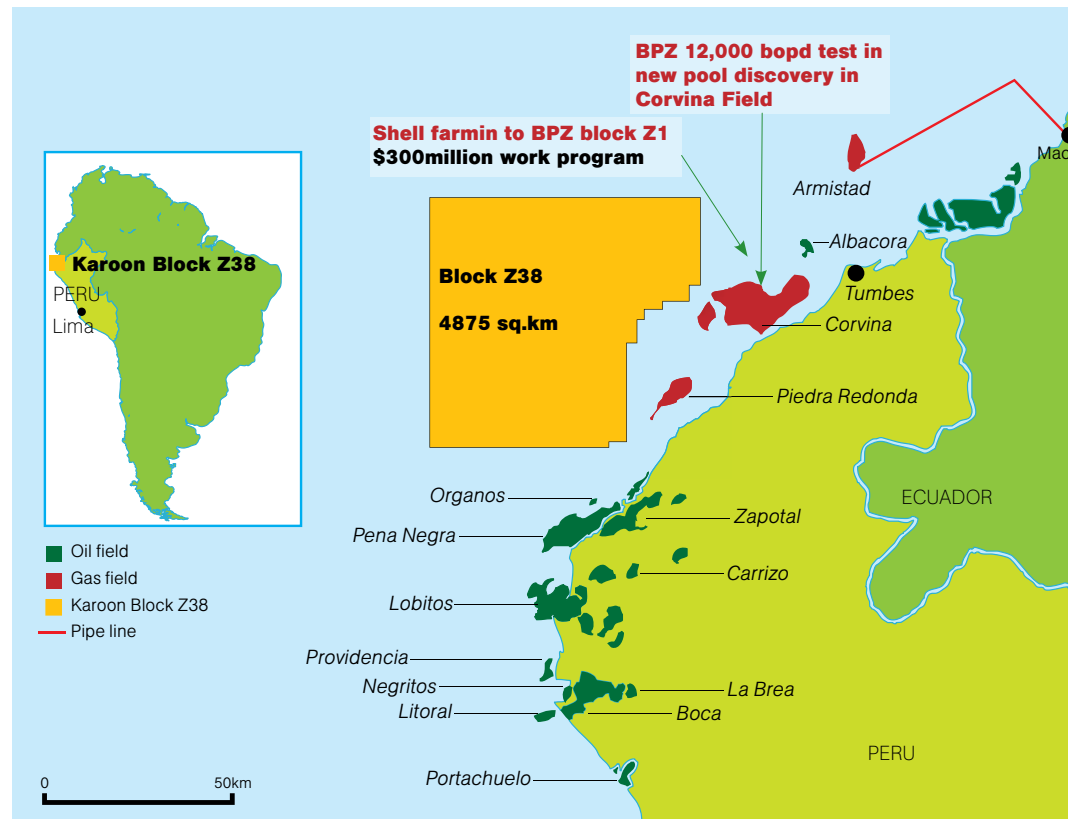 BPZ 12,000 bopd test in
new pool discovery in
Corvina Field
Shell farmin to BPZ block Z1
$300million work program
Mac
Armistad
Albacora
Tumbes
Corvina
Block Z38
4875 sq.km
Karoon Block Z38
PERU
Lima
Piedra Redonda
Organos
ECUADOR
Zapotal
Pena Negra
Oil field
Gas field
Karoon Block Z38
Pipe line
Carrizo
Lobitos
Providencia
Negritos
La Brea
Litoral
Boca
PERU
Portachuelo
0
50km